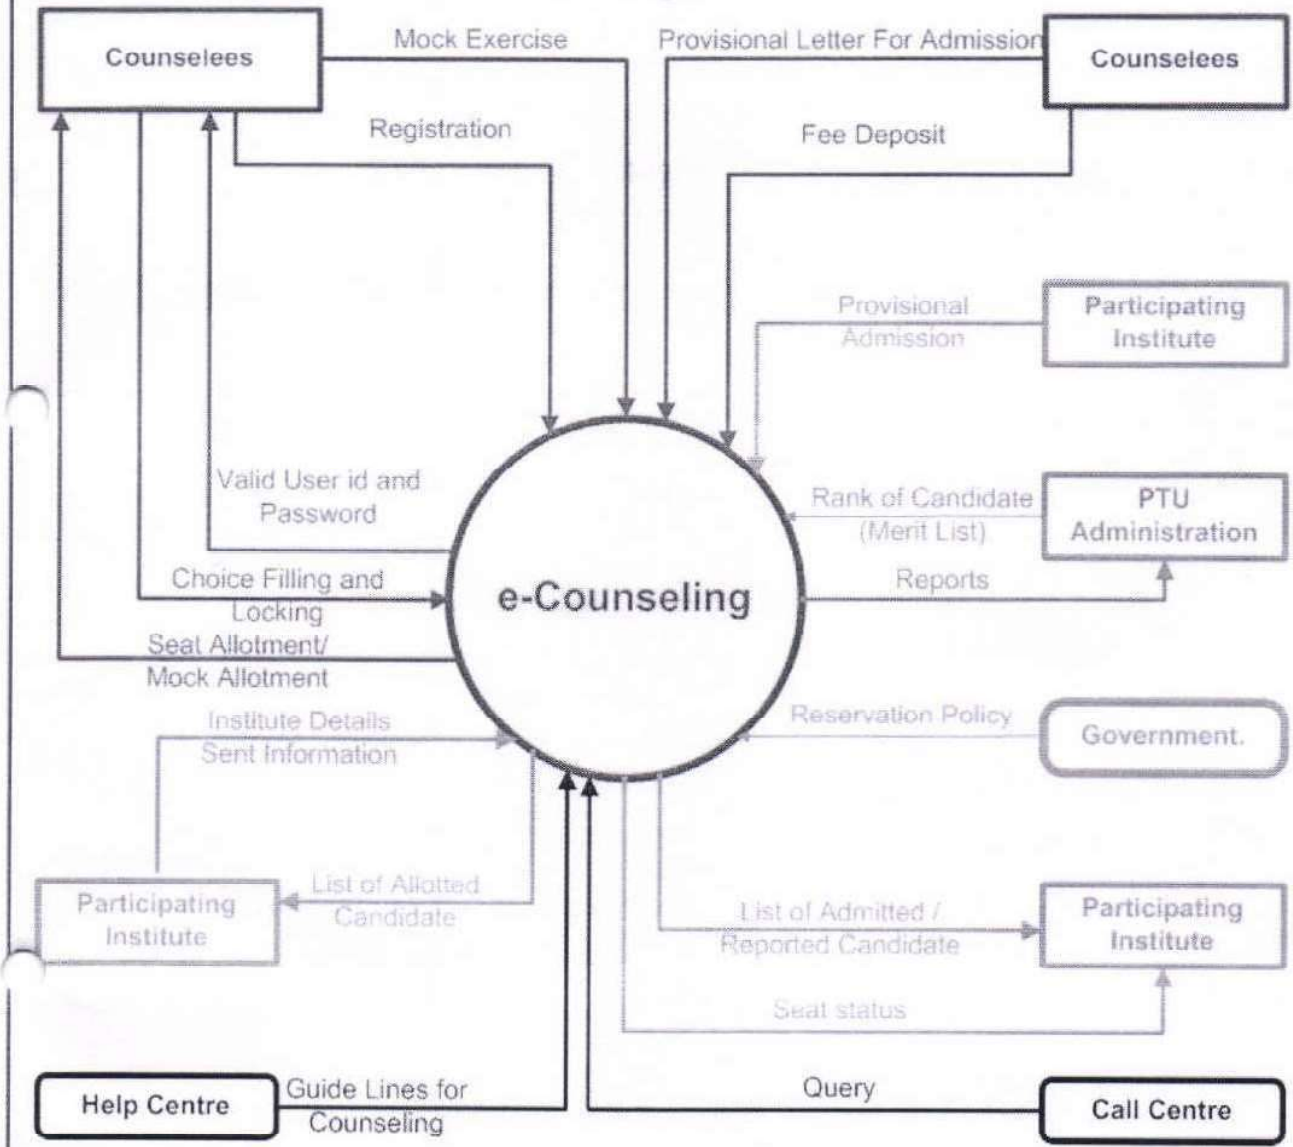 Counselees
Mock Exercise
Provisional Letter For Admission
Counselees
Registration
Fee Deposit
Provisional
Admission
Participating
Institute
Valid User id and
Password
Rank of Candidate
(Merit List)
PTU
Administration
Choice Filling and
Locking
e-Counseling
Reports
Seat Allotment/
Mock Allotment
Institute Details
Sent Information
Reservation Policy
Government.
Participating
Institute
List of Allotted
Candidate
List of Admitted /
Reported Candidate
Participating
Institute
Seat status
Help Centre
Guide Lines for
Counseling
Query
Call Centre